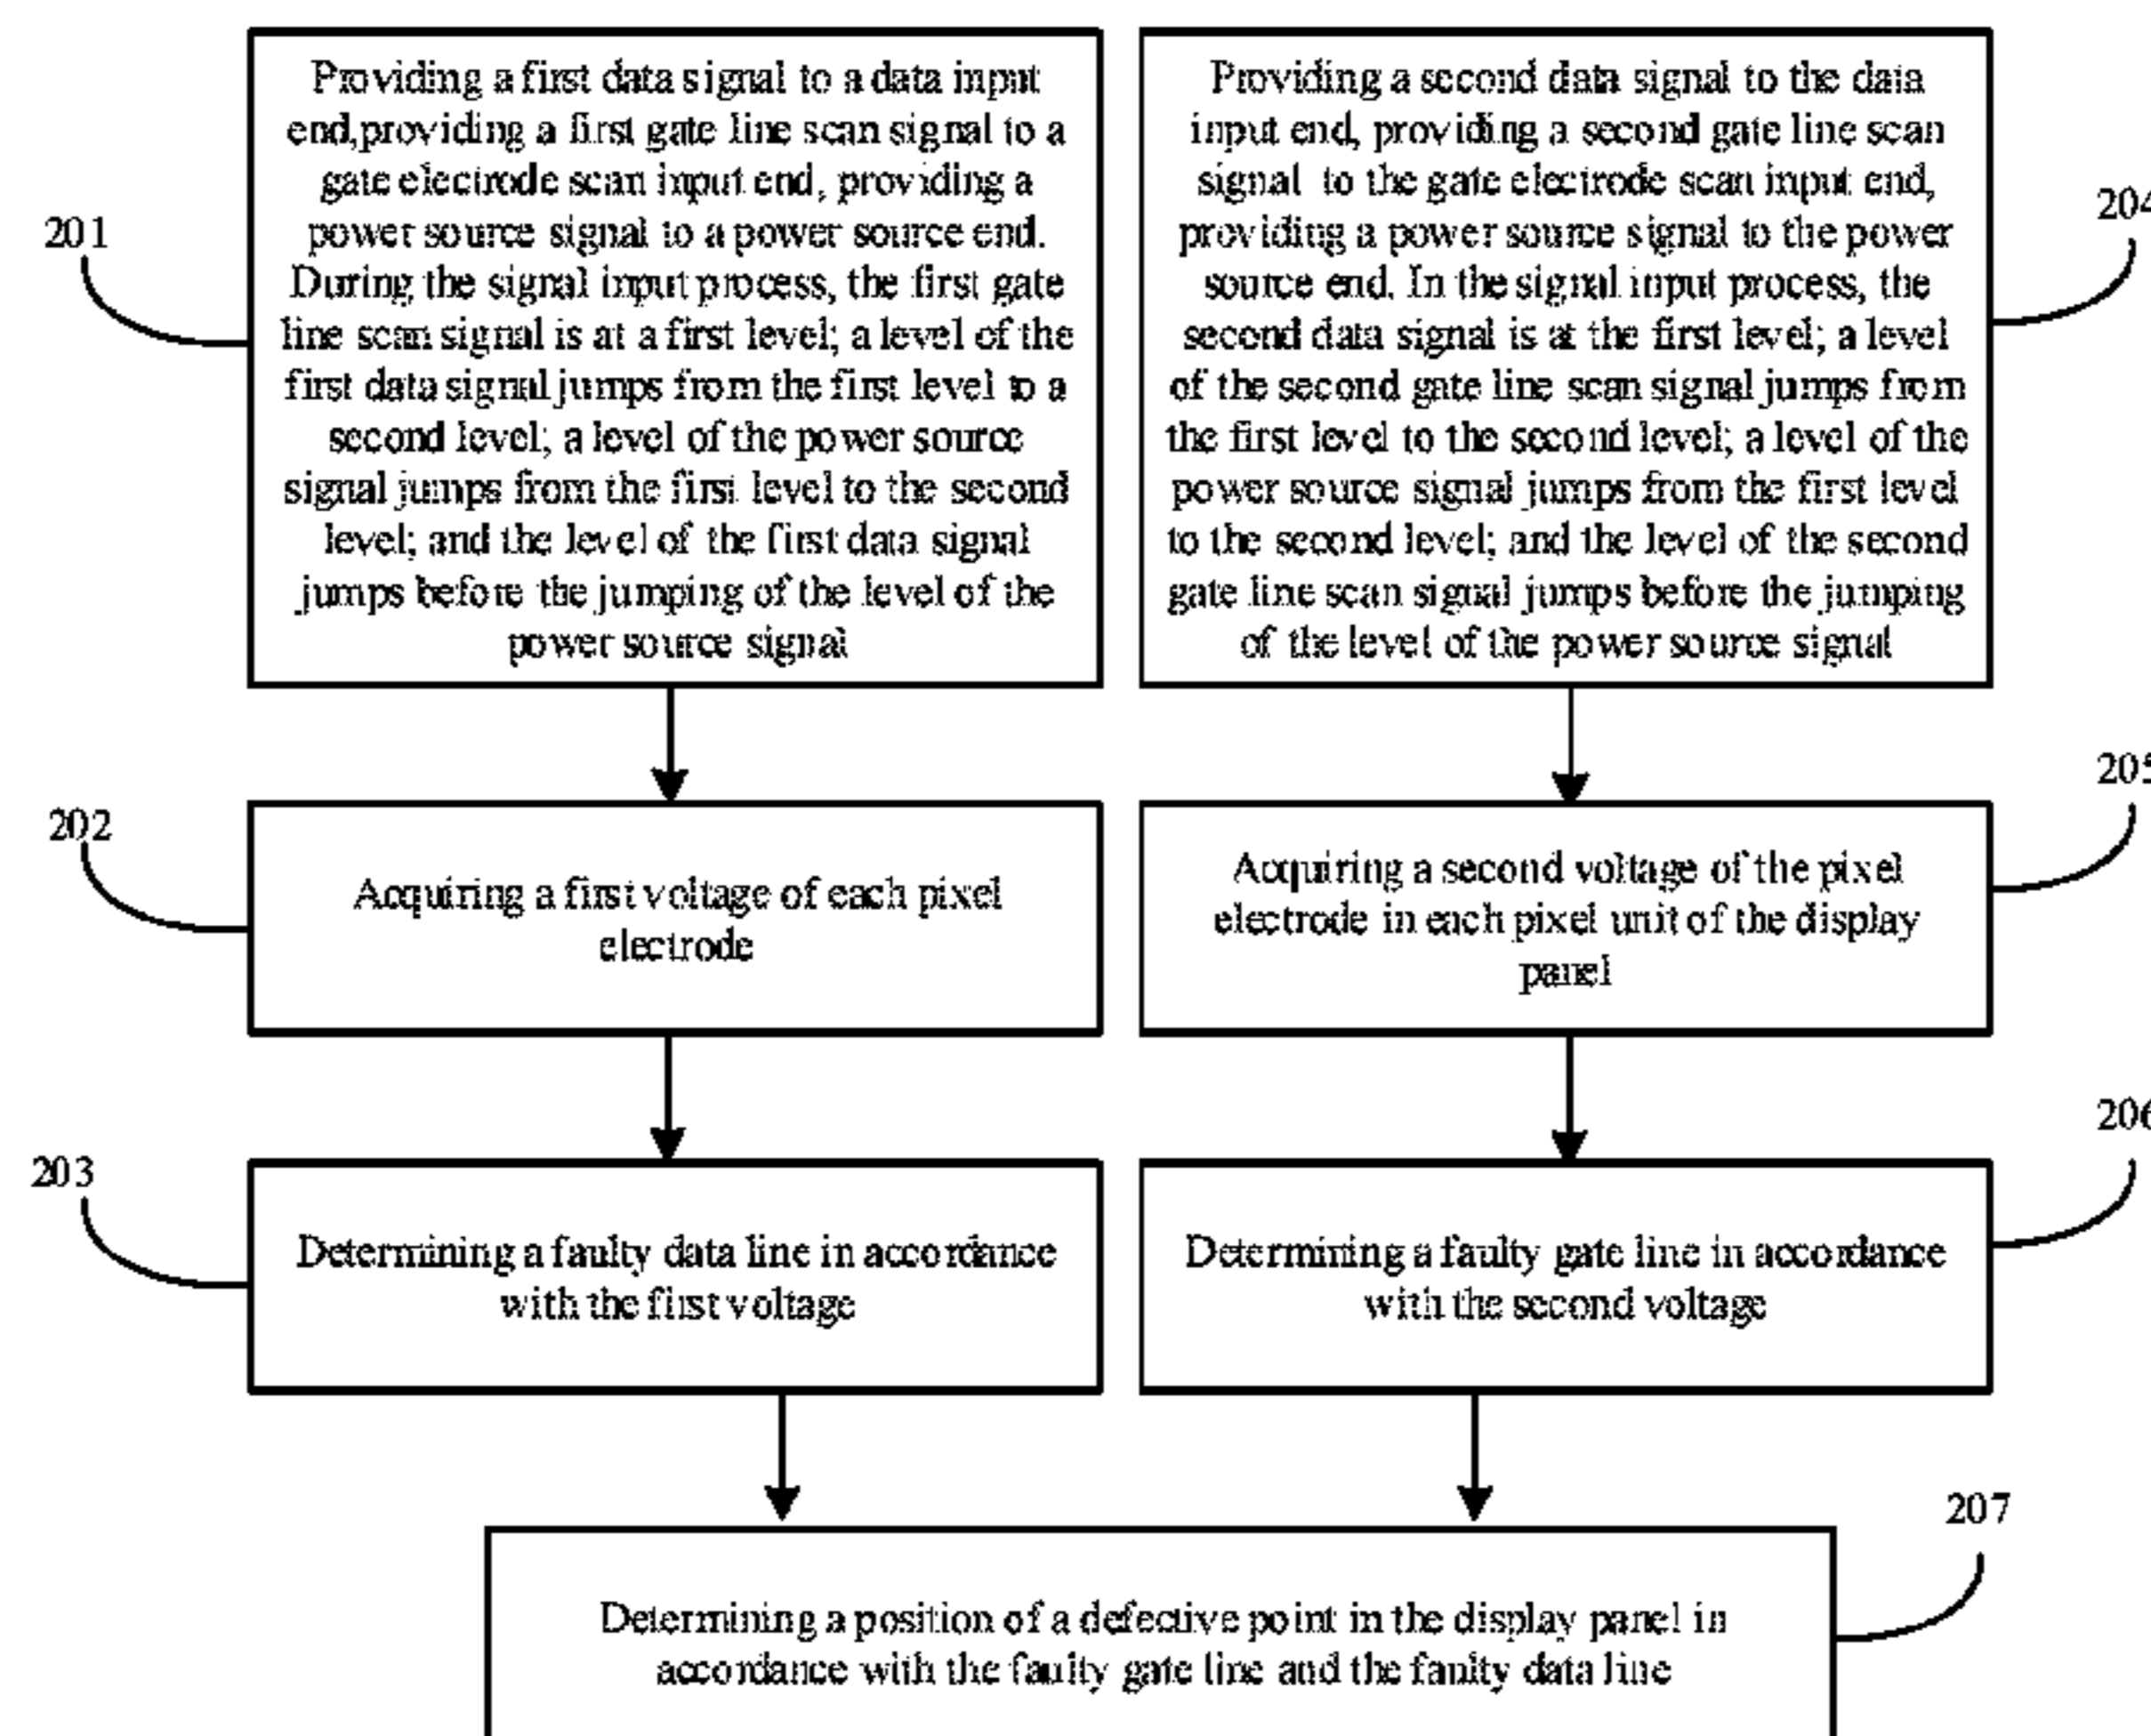 201
Providing a first data signal to a data input
end,providing a first gate line scan signal to a
gate electrode scan input end, providing a
power source signal to a power source end.
During the signal input process, the first gate
line scan signal is at a first level; a level of the
first data signal jumps from the first level to a
second level; a level of the power source
signal jumps from the first level to the second
level; and the level of the first data signal
jumps before the jumping of the level of the
power source signal
202
Acquiring a first voltage of each pixel
electrode
203
Determining a faulty data line in accordance
with the first voltage
Providing a second data signal to the data
input end, providing a second gate line scan
signal to the gate electrode scan input end,
providing a power source signal to the power
source end. In the signal input process, the
second data signal is at the first level; a level
of the second gate line scan signal jumps from
the first level to the second level; a level of the
power source signal jumps from the first level
to the second level; and the level of the second
gate line scan signal jumps before the jumping
of the level of the power source signal
204
Acquiring a second voltage of the pixel
electrode in each pixel unit of the display
panel
205
Determining a faulty gate line in accordance
with the second voltage
206
207
Determining a position of a defective point in the display panel in
accordance with the faulty gate line and the faulty data line